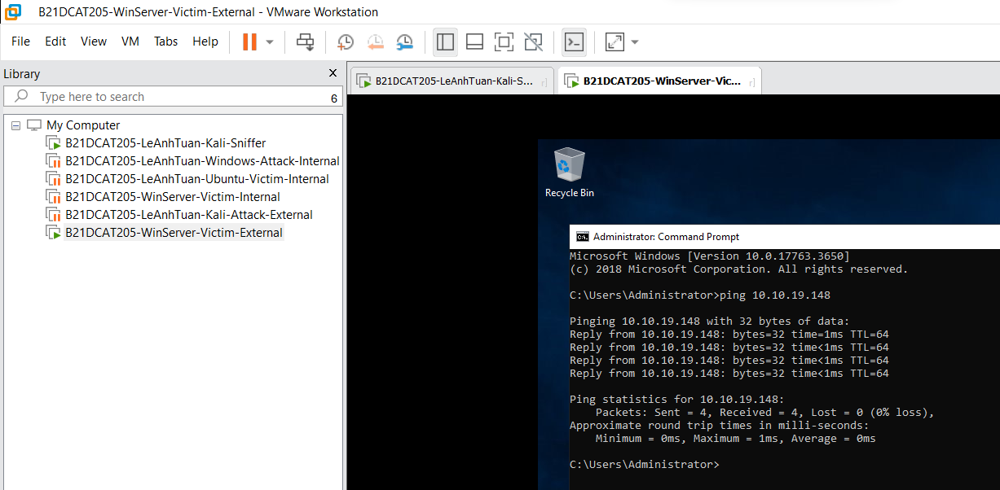 B21DCAT205-WinServer-Victim-External - VMware Workstation
File Edit View VM Tabs Help
Library
Type here to search 6
My Computer
B21DCAT205-LeAnhTuan-Kali-Sniffer
B21DCAT205-LeAnhTuan-Windows-Attack-Internal
B21DCAT205-LeAnhTuan-Ubuntu-Victim-Internal
B21DCAT205-WinServer-Victim-Internal
B21DCAT205-LeAnhTuan-Kali-Attack-External
B21DCAT205-WinServer-Victim-External
B21DCAT205-LeAnhTuan-Kali-S...
B21DCAT205-WinServer-Vic...
Recycle Bin
Administrator: Command Prompt
Microsoft Windows [Version 10.0.17763.3650]
(c) 2018 Microsoft Corporation. All rights reserved.
C:\Users\Administrator>ping 10.10.19.148
Pinging 10.10.19.148 with 32 bytes of data:
Reply from 10.10.19.148: bytes=32 time=1ms TTL=64
Reply from 10.10.19.148: bytes=32 time<1ms TTL=64
Reply from 10.10.19.148: bytes=32 time<1ms TTL=64
Reply from 10.10.19.148: bytes=32 time<1ms TTL=64
Ping statistics for 10.10.19.148:
Packets: Sent = 4, Received = 4, Lost = 0 (0% loss),
Approximate round trip times in milli-seconds:
Minimum = 0ms, Maximum = 1ms, Average = 0ms
C:\Users\Administrator>